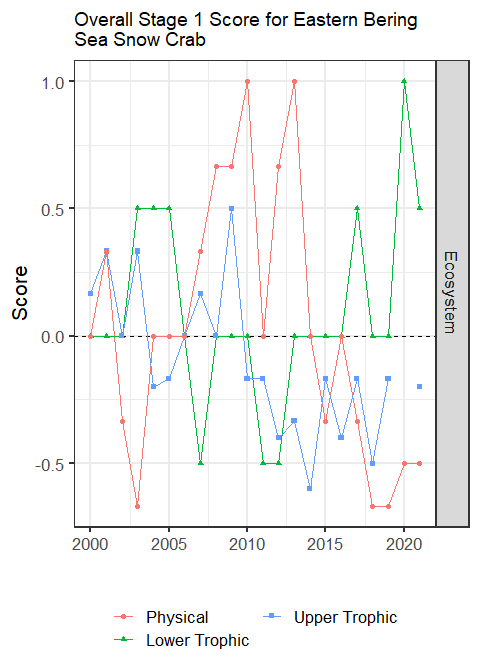 Overall Stage 1 Score for Eastern Bering
Sea Snow Crab
1.0
0.5
0.0
-0.5
Score
Ecosystem
2000 2005 2010 2015 2020
Physical
Upper Trophic
Lower Trophic